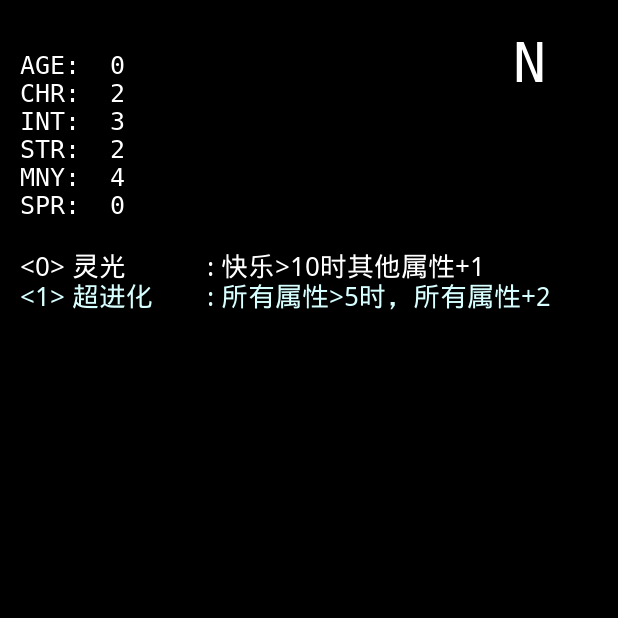 N
AGE: 0
CHR: 2
INT: 3
STR: 2
MNY: 4
SPR: 0
<0> 灵光 : 快乐>10时其他属性+1
<1> 超进化 : 所有属性>5时，所有属性+2